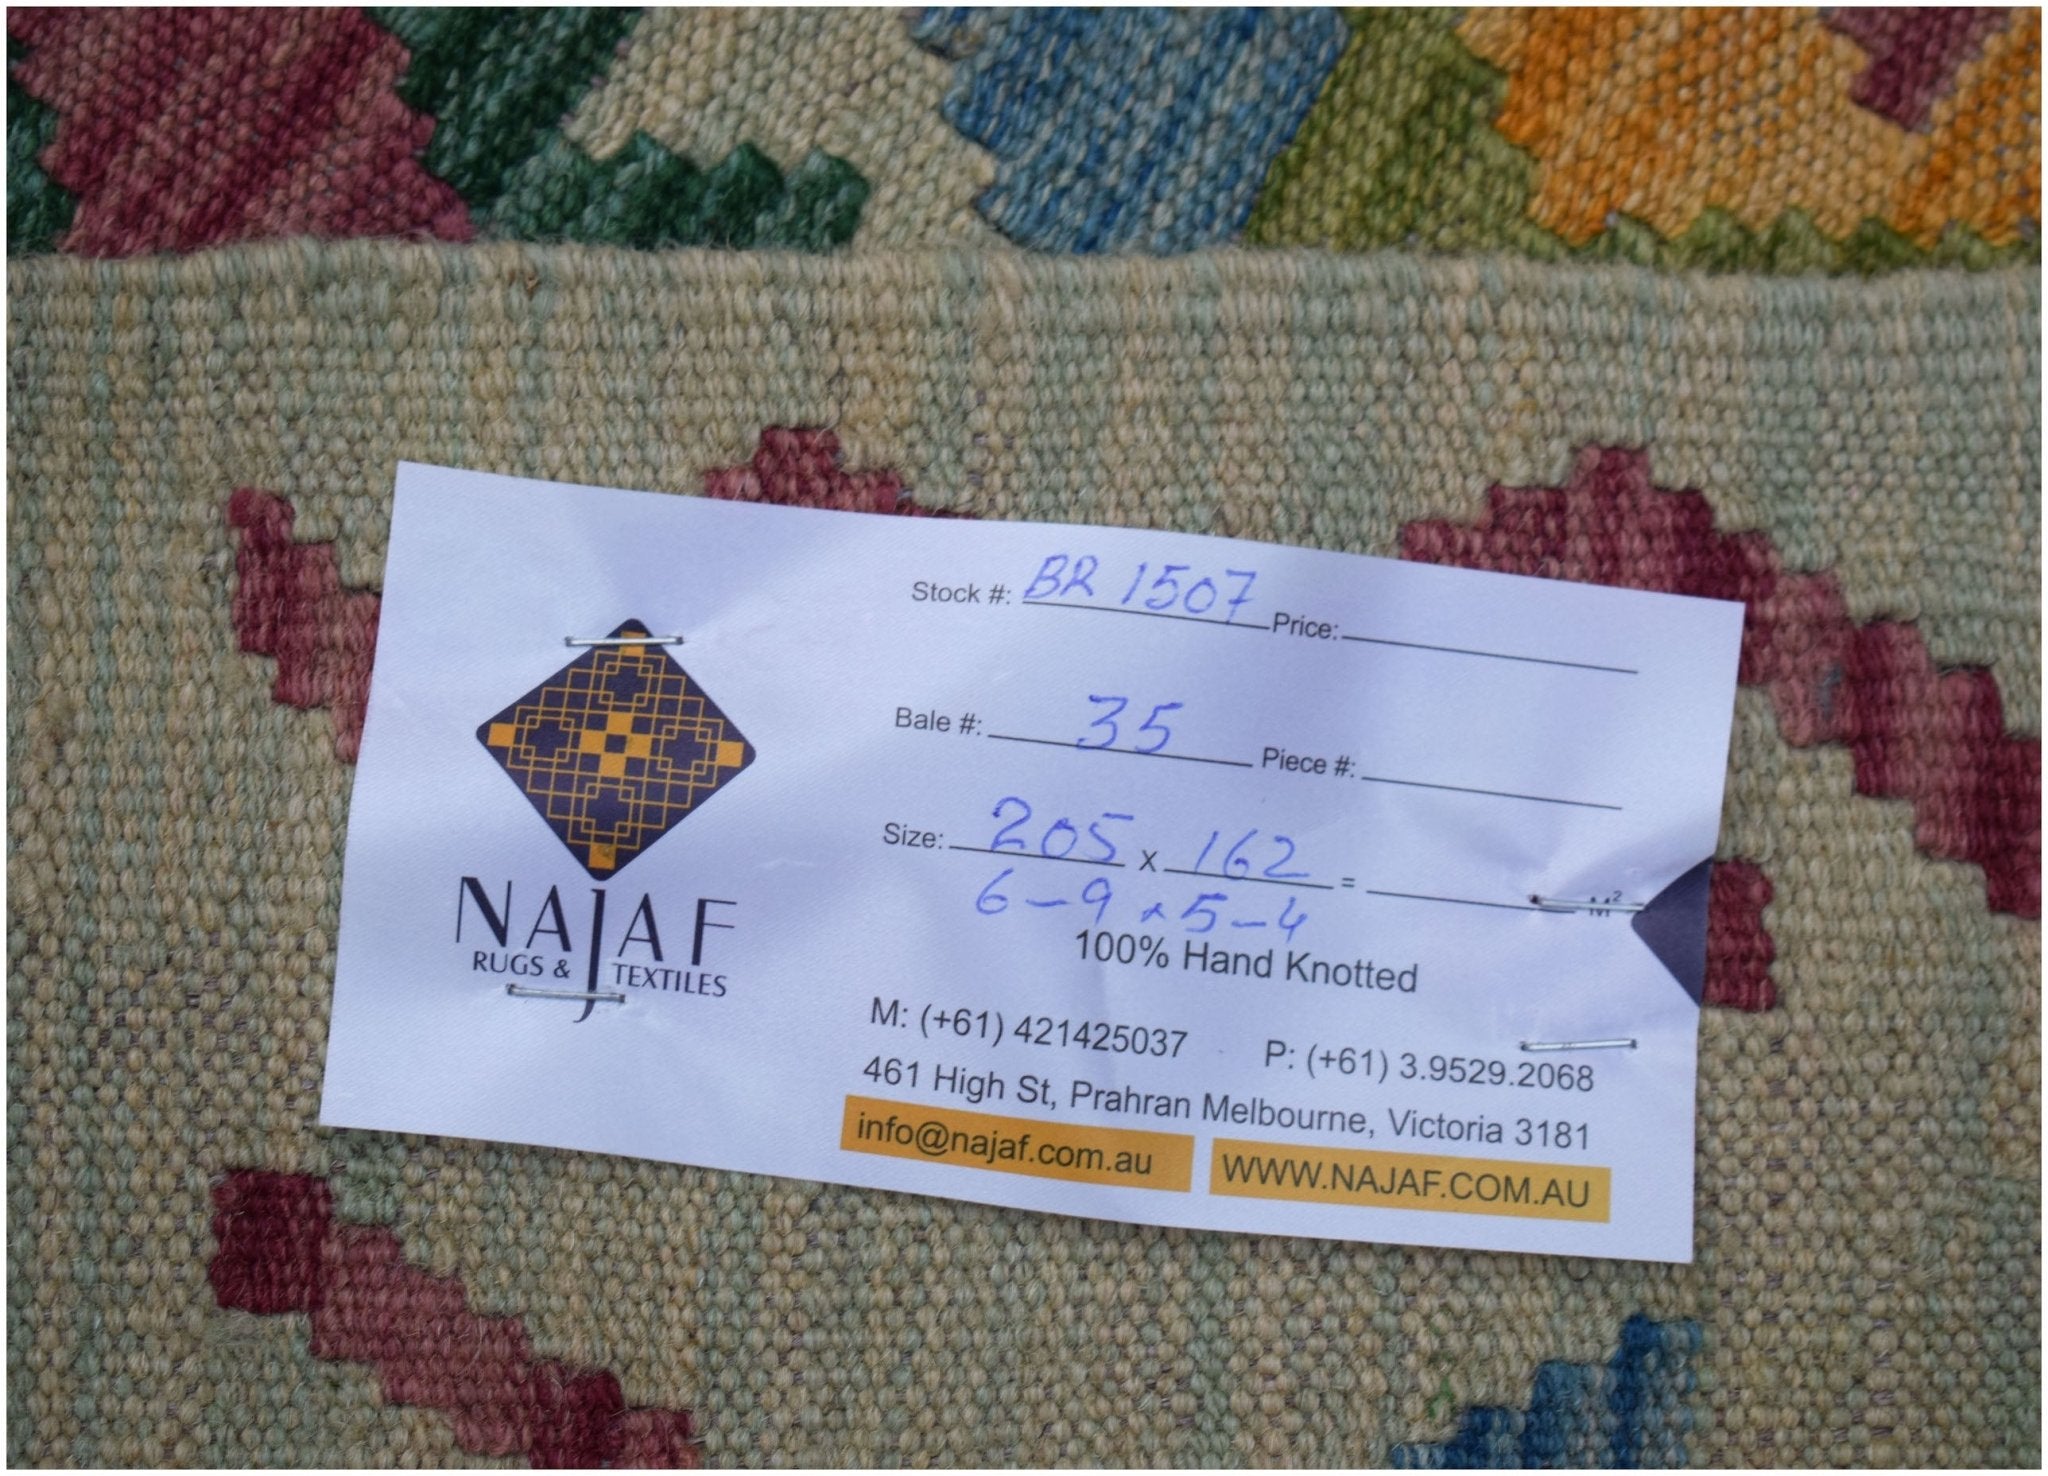 NAJAF
RUGS & TEXTILES
Stock #: BR 1507 Price:
Bale #: 35 Piece #:
Size: 205 x 162 = M²
6-9 x 5-4
100% Hand Knotted
M: (+61) 421425037 P: (+61) 3.9529.2068
461 High St, Prahran Melbourne, Victoria 3181
info@najaf.com.au WWW.NAJAF.COM.AU